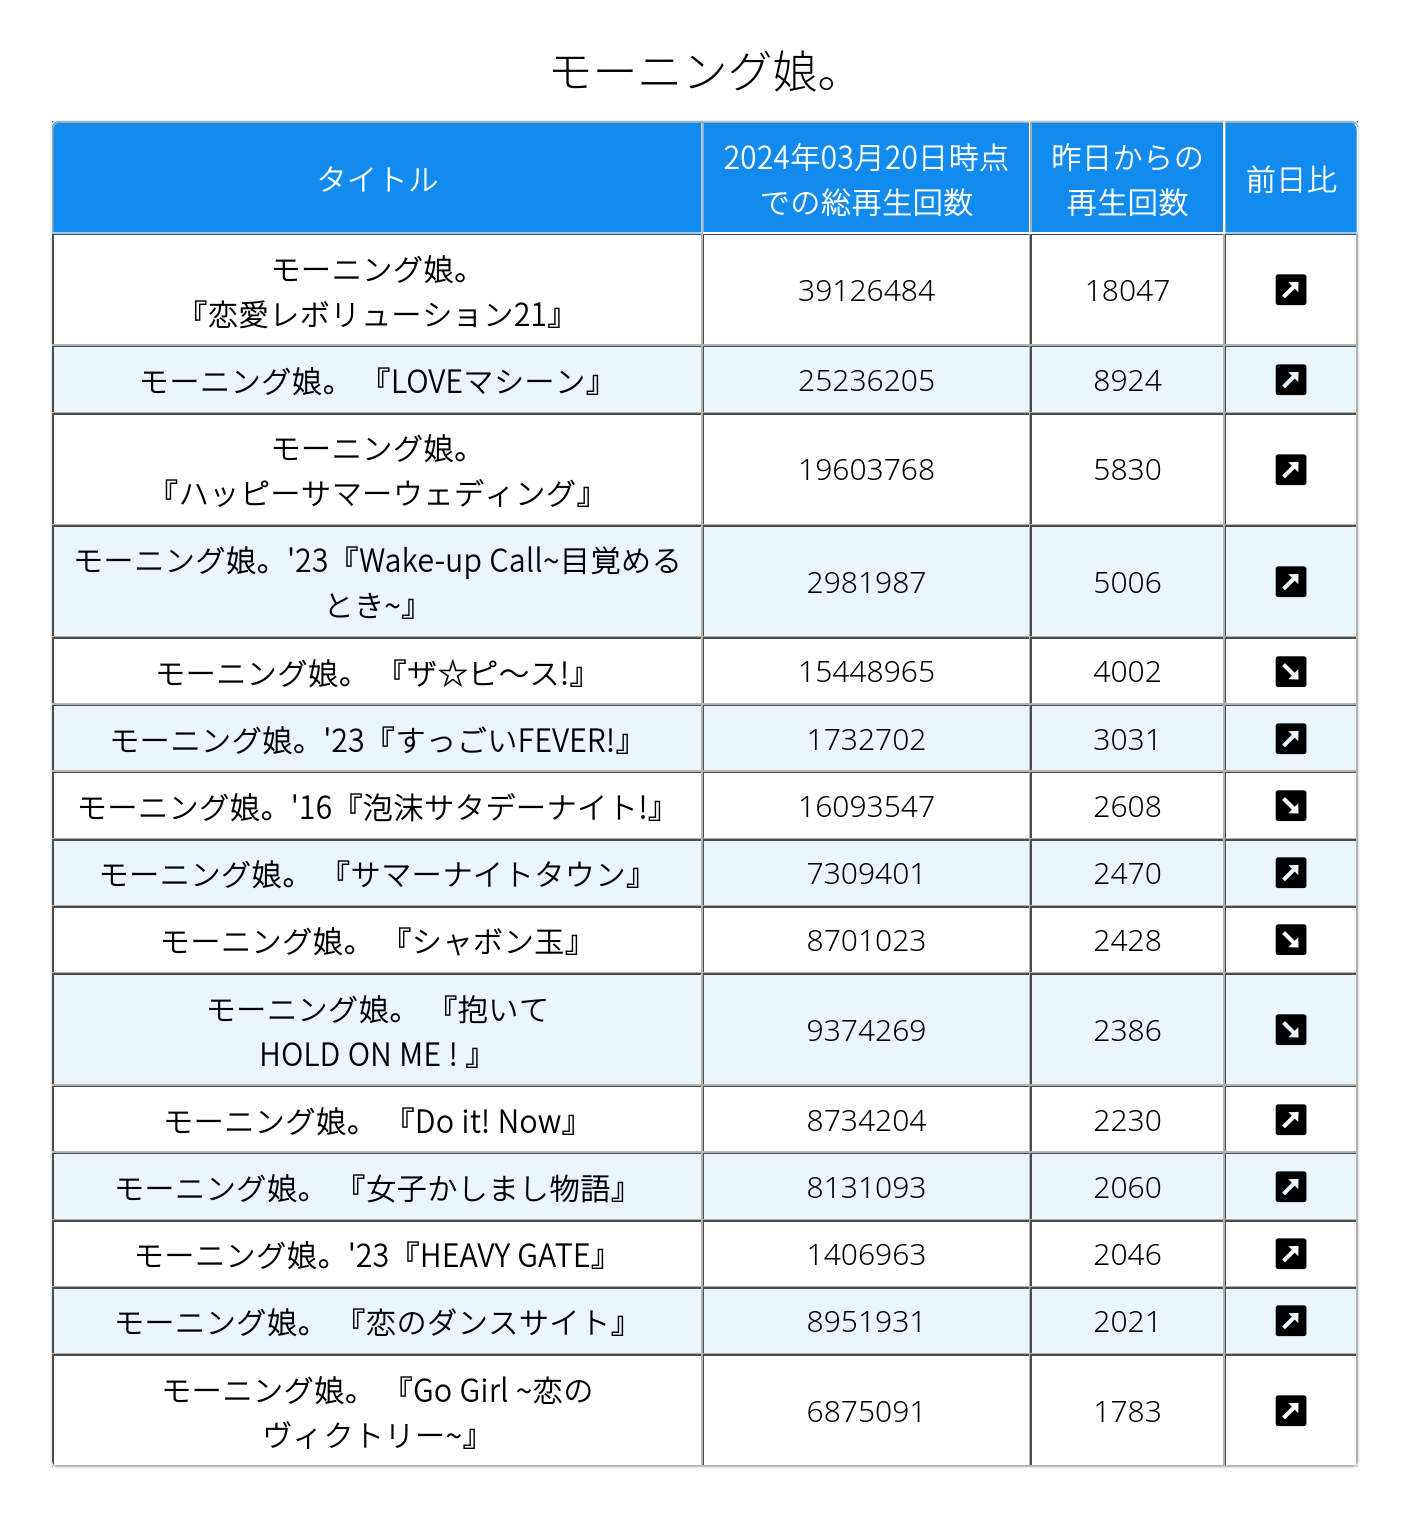 モーニング娘。
タイトル
2024年03月20日時点
での総再生回数
昨日からの
再生回数
前日比
モーニング娘。
『恋愛レボリューション21』
39126484
18047
モーニング娘。 『LOVEマシーン』
25236205
8924
モーニング娘。
『ハッピーサマーウェディング』
19603768
5830
モーニング娘。'23『Wake-up Call~目覚める
とき~』
2981987
5006
モーニング娘。 『ザ☆ピ〜ス!』
15448965
4002
モーニング娘。'23『すっごいFEVER!』
1732702
3031
モーニング娘。'16『泡沫サタデーナイト!』
16093547
2608
モーニング娘。 『サマーナイトタウン』
7309401
2470
モーニング娘。 『シャボン玉』
8701023
2428
モーニング娘。 『抱いて
HOLD ON ME ! 』
9374269
2386
モーニング娘。 『Do it! Now』
8734204
2230
モーニング娘。 『女子かしまし物語』
8131093
2060
モーニング娘。'23『HEAVY GATE』
1406963
2046
モーニング娘。 『恋のダンスサイト』
8951931
2021
モーニング娘。 『Go Girl ~恋の
ヴィクトリー~』
6875091
1783